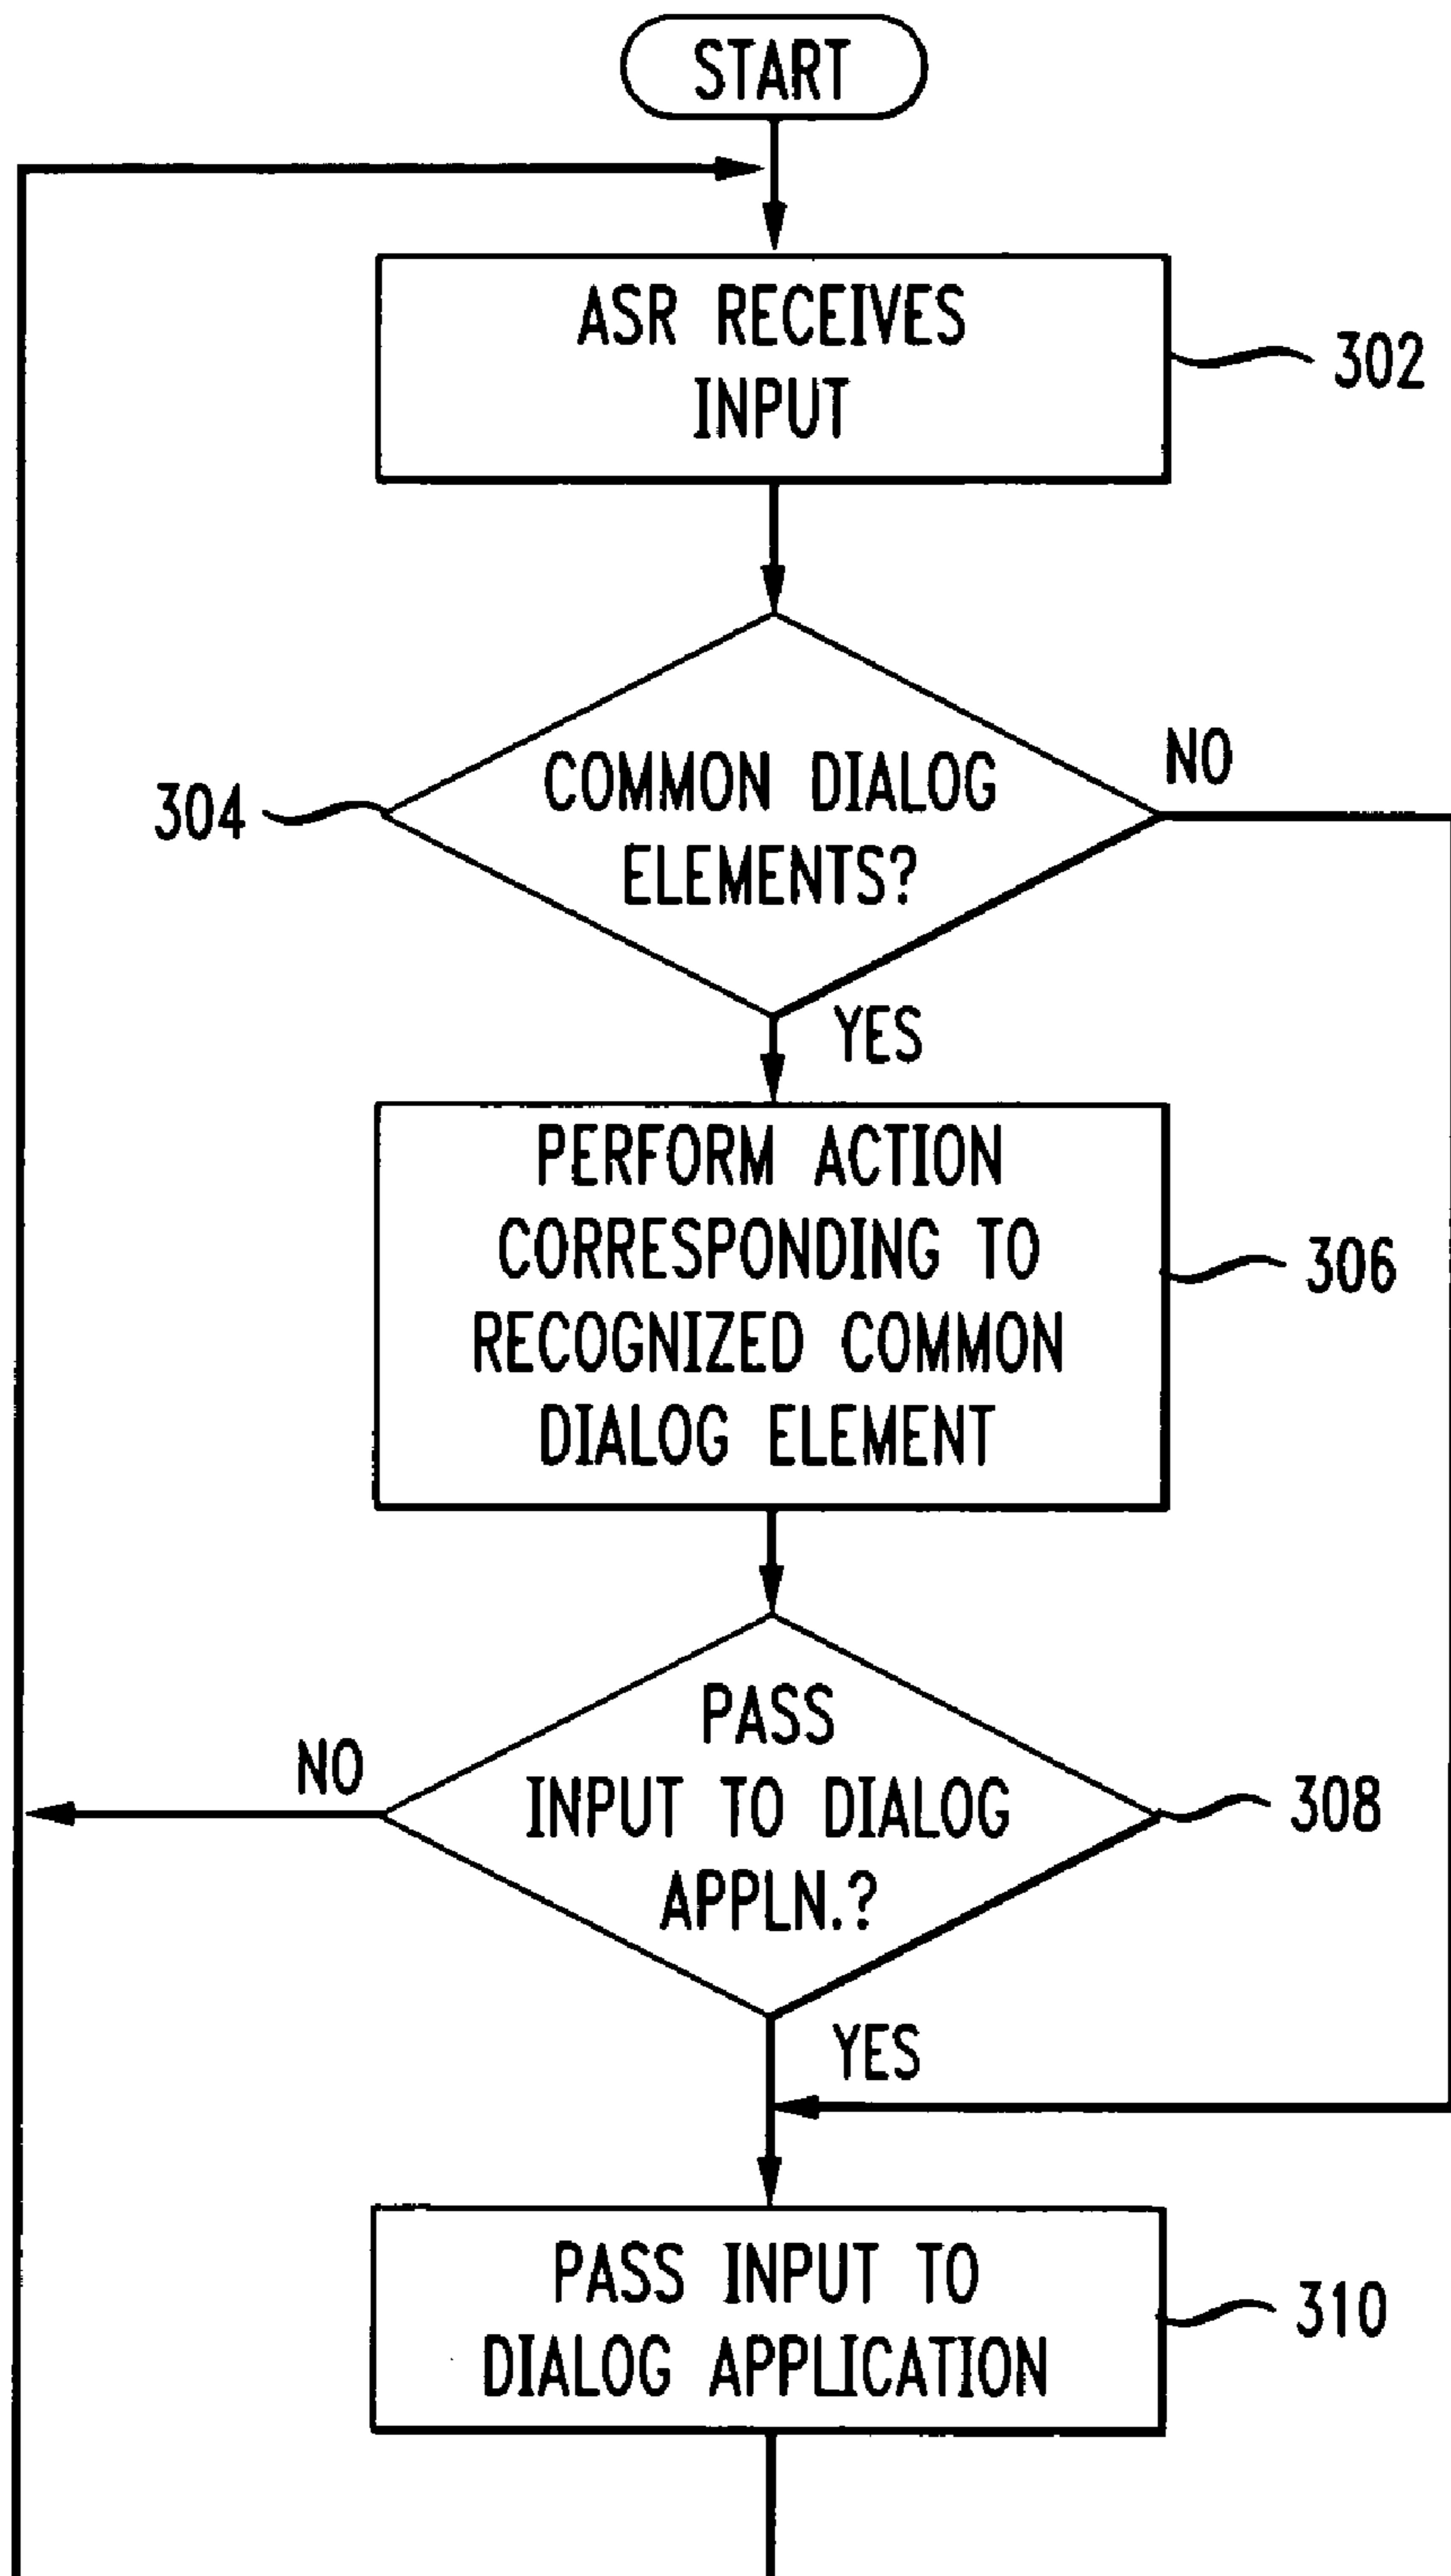 START
ASR RECEIVES
INPUT
302
COMMON DIALOG
ELEMENTS?
304
NO
YES
PERFORM ACTION
CORRESPONDING TO
RECOGNIZED COMMON
DIALOG ELEMENT
306
PASS
INPUT TO DIALOG
APPLN.?
NO
308
YES
PASS INPUT TO
DIALOG APPLICATION
310